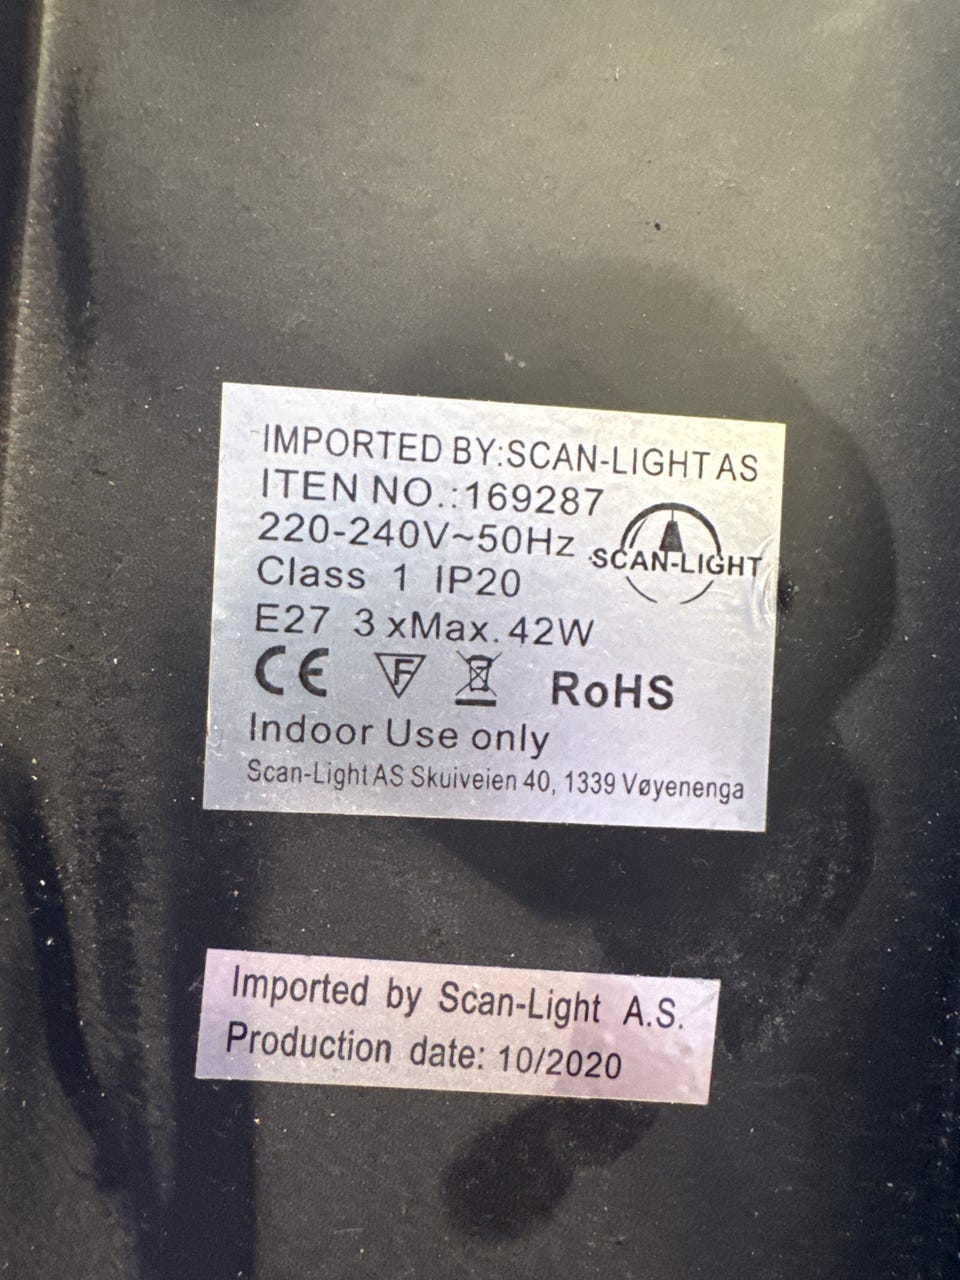 IMPORTED BY:SCAN-LIGHT AS
ITEN NO.:169287
220-240V~50Hz
SCAN-LIGHT
Class 1 IP20
E27 3 xMax. 42W
CE F RoHS
Indoor Use only
Scan-Light AS Skuiveien 40, 1339 Vøyenenga
Imported by Scan-Light A.S.
Production date: 10/2020